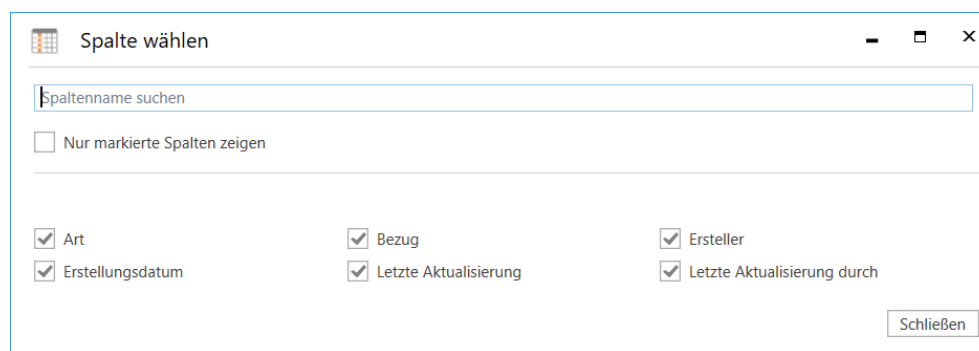 Spalte wählen
Spaltenname suchen
Nur markierte Spalten zeigen
Art Bezug Ersteller
Erstellungsdatum Letzte Aktualisierung Letzte Aktualisierung durch
Schließen